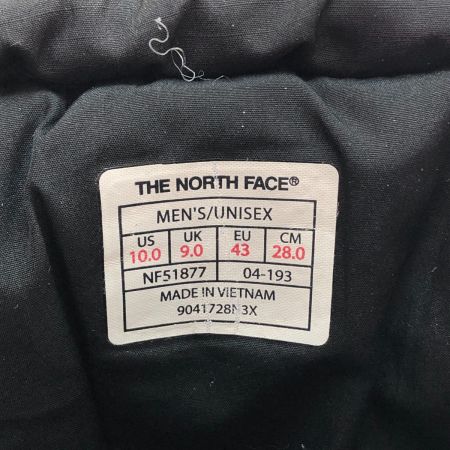 THE NORTH FACE®
MEN'S/UNISEX
US UK EU CM
10.0 9.0 43 28.0
NF51877 04-193
MADE IN VIETNAM
9041728N3X